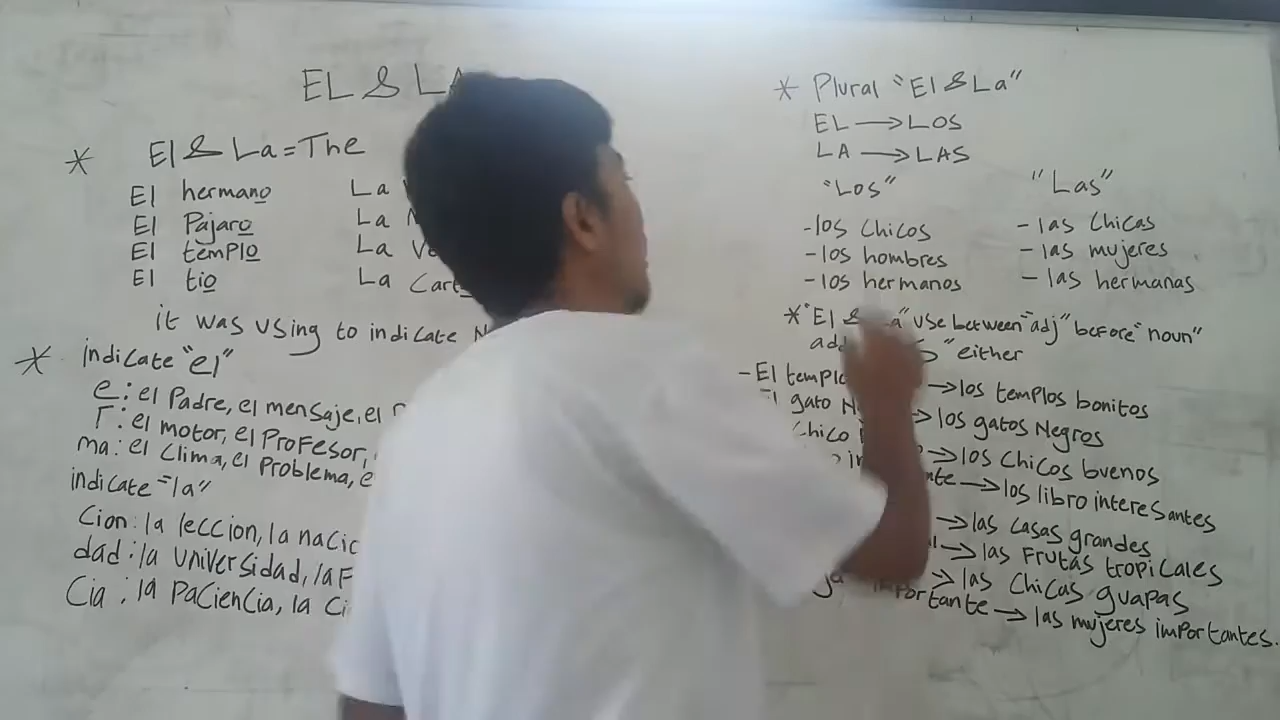 EL & LA
* El & La = The
El hermano La
El Pajaro La
El templo La
El tio La Carta
it was using to indicate
* indicate "el"
e: el Padre, el mensaje, el
r: el motor, el Profesor,
ma: el Clima, el Problema,
indicate "la"
Cion: la leccion, la nacio
dad: la universidad, la F
Cia: la Paciencia, la Ci
* Plural "El & La"
EL → LOS
LA → LAS
"Los" "Las"
- los Chicos - las Chicas
- los hombres - las mujeres
- los hermanos - las hermanas
* "El & La" use between "adj" before "noun"
add "either
- El templo → los templos bonitos
El gato → los gatos Negros
Chico → los Chicos buenos
→ los libro interesantes
→ las casas grandes
→ las Frutas tropicales
→ las Chicas guapas
importante → las mujeres importantes.